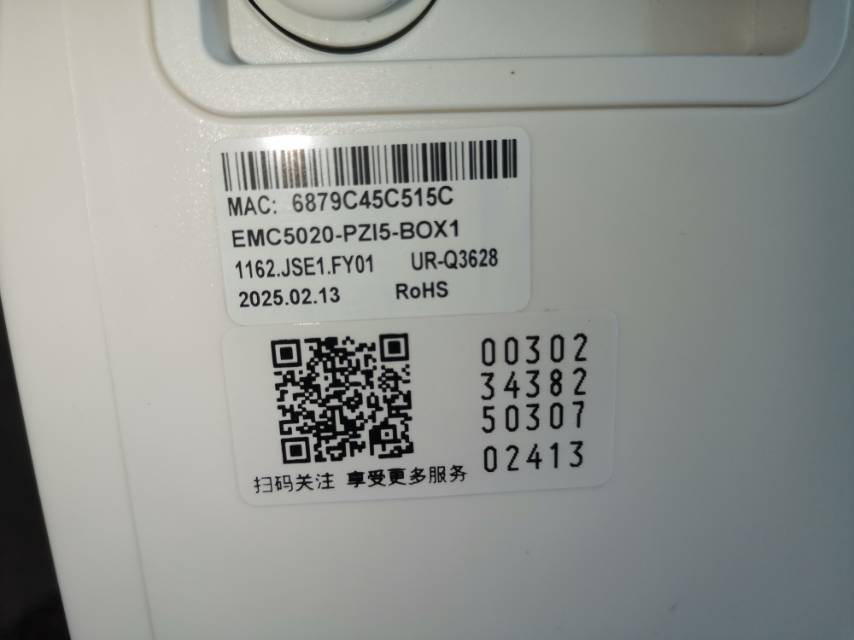 MAC: 6879C45C515C
EMC5020-PZI5-BOX1
1162.JSE1.FY01 UR-Q3628
2025.02.13 RoHS
00302
34382
50307
02413
扫码关注 享受更多服务